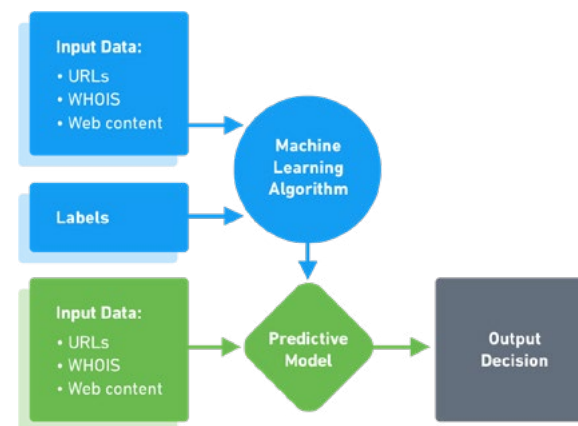 Input Data:
• URLs
• WHOIS
• Web content
Machine
Learning
Algorithm
Labels
Input Data:
• URLs
• WHOIS
• Web content
Predictive
Model
Output
Decision